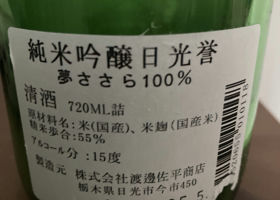 純米吟醸日光誉
夢ささら100%
清酒 720ML詰
原材料名：米(国産)、米麹(国産米)
精米歩合：55%
アルコール分：15度
製造元 株式会社渡邊佐平商店
栃木県日光市今市450
5.5